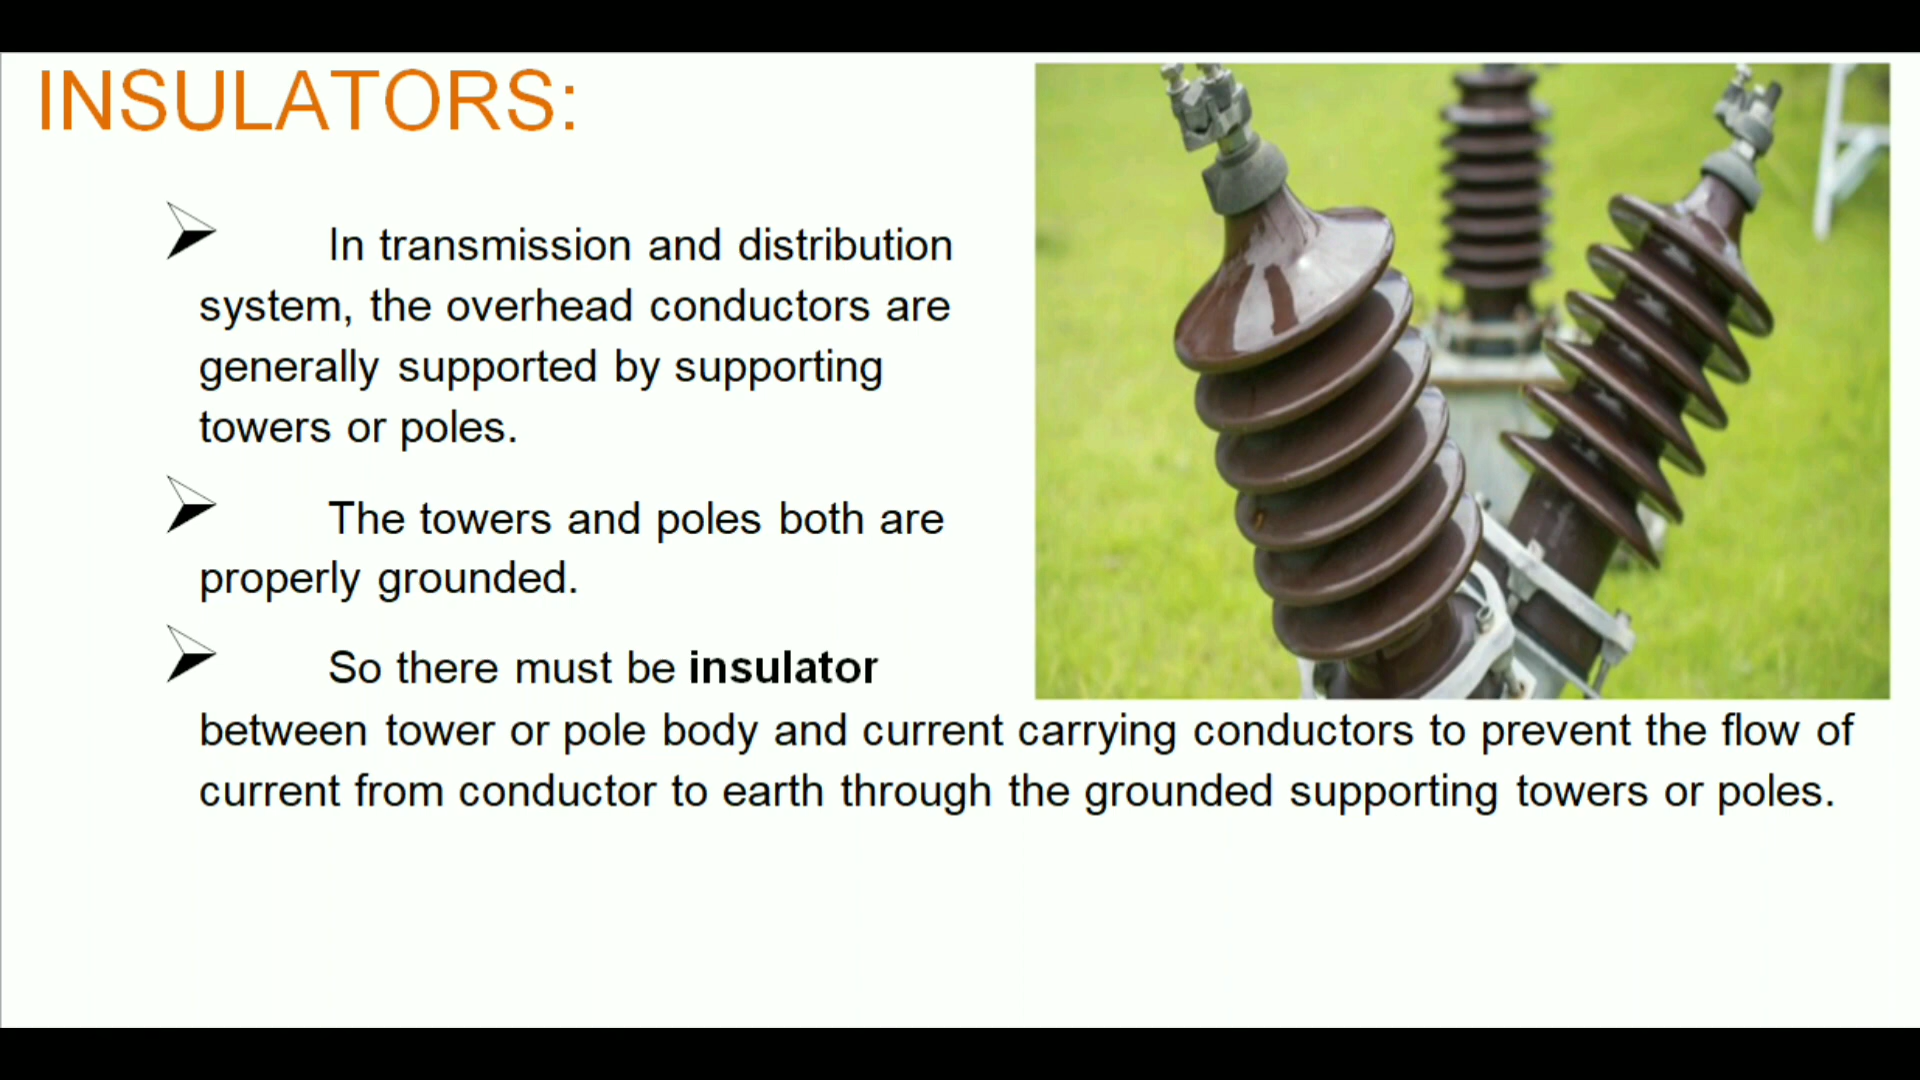 INSULATORS:
In transmission and distribution
system, the overhead conductors are
generally supported by supporting
towers or poles.
The towers and poles both are
properly grounded.
So there must be insulator
between tower or pole body and current carrying conductors to prevent the flow of
current from conductor to earth through the grounded supporting towers or poles.